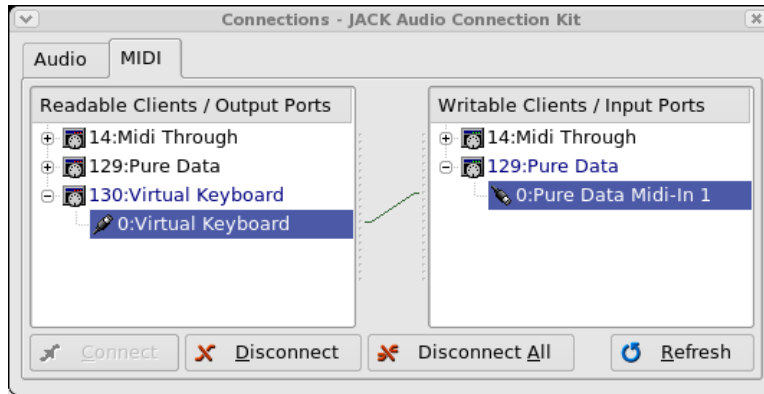 Connections - JACK Audio Connection Kit
Audio MIDI
Readable Clients / Output Ports
14:Midi Through
129:Pure Data
130:Virtual Keyboard
0:Virtual Keyboard
Writable Clients / Input Ports
14:Midi Through
129:Pure Data
0:Pure Data Midi-In 1
Connect Disconnect Disconnect All Refresh